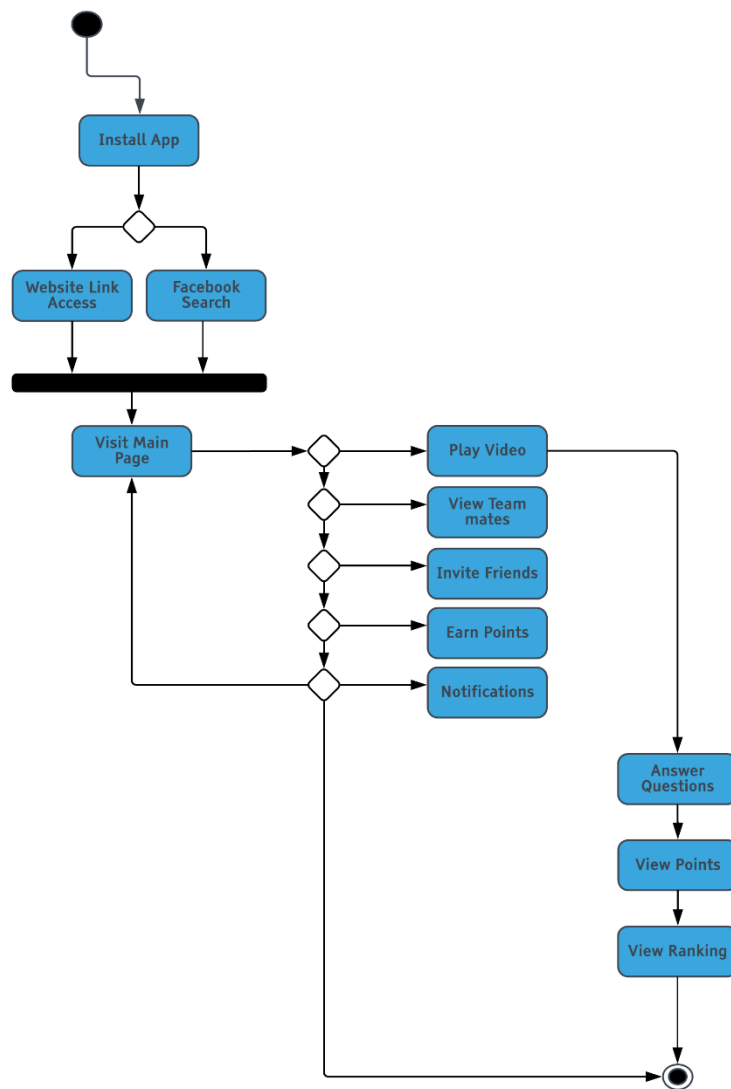 Install App
Website Link
Access
Facebook
Search
Visit Main
Page
Play Video
View Team
mates
Invite Friends
Earn Points
Notifications
Answer
Questions
View Points
View Ranking